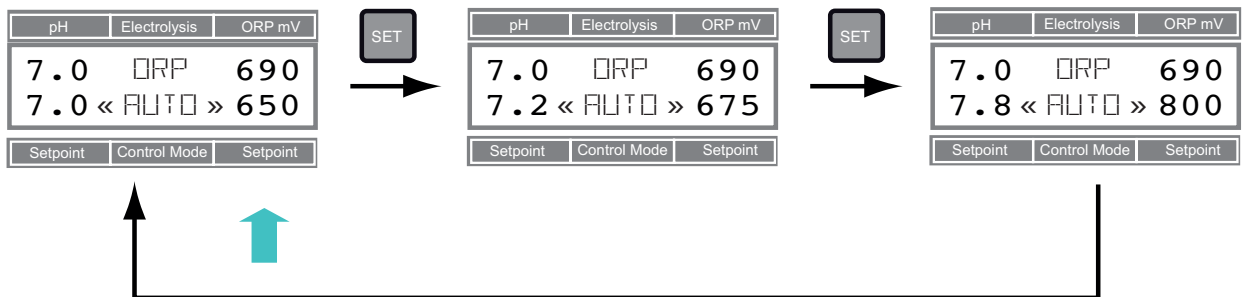 pH Electrolysis ORP mV
7.0 ORP 690
7.0 « AUTO » 650
Setpoint Control Mode Setpoint
SET
pH Electrolysis ORP mV
7.0 ORP 690
7.2 « AUTO » 675
Setpoint Control Mode Setpoint
SET
pH Electrolysis ORP mV
7.0 ORP 690
7.8 « AUTO » 800
Setpoint Control Mode Setpoint